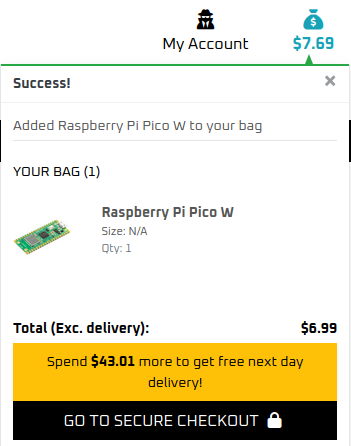 My Account
$
$7.69
Success!
×
Added Raspberry Pi Pico W to your bag
YOUR BAG (1)
Raspberry Pi Pico W
Size: N/A
Qty: 1
Total (Exc. delivery): $6.99
Spend $43.01 more to get free next day
delivery!
GO TO SECURE CHECKOUT